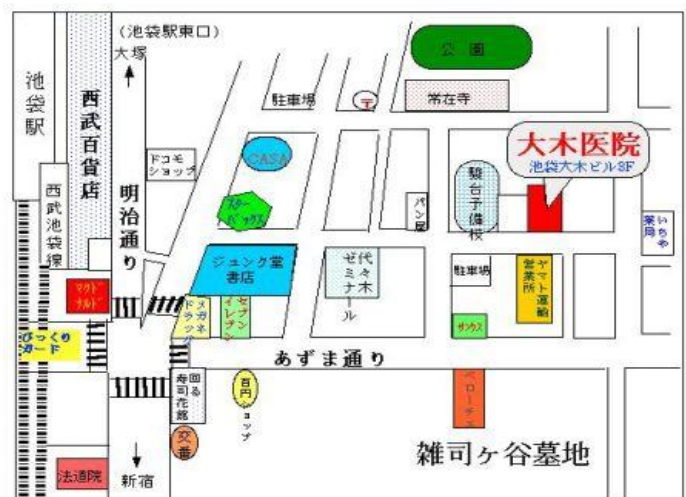 (池袋駅東口)
大塚
公園
池袋駅
西武百貨店
駐車場
〒
常在寺
大木医院
池袋大木ビル8F
ドコモ
ショップ
CASA
明治通り
西武池袋線
スター
バックス
パン屋
駿台予備校
いちや
薬局
ジュンク堂
書店
代々木
ゼミナール
駐車場
ヤマト運輸
営業所
マクド
ナルド
メガネ
ドラッグ
セブン
イレブン
サンクス
びっくり
ガード
あずま通り
回る
寿司花館
百円ショップ
ベローチェ
交番
雑司ヶ谷墓地
法道院
新宿